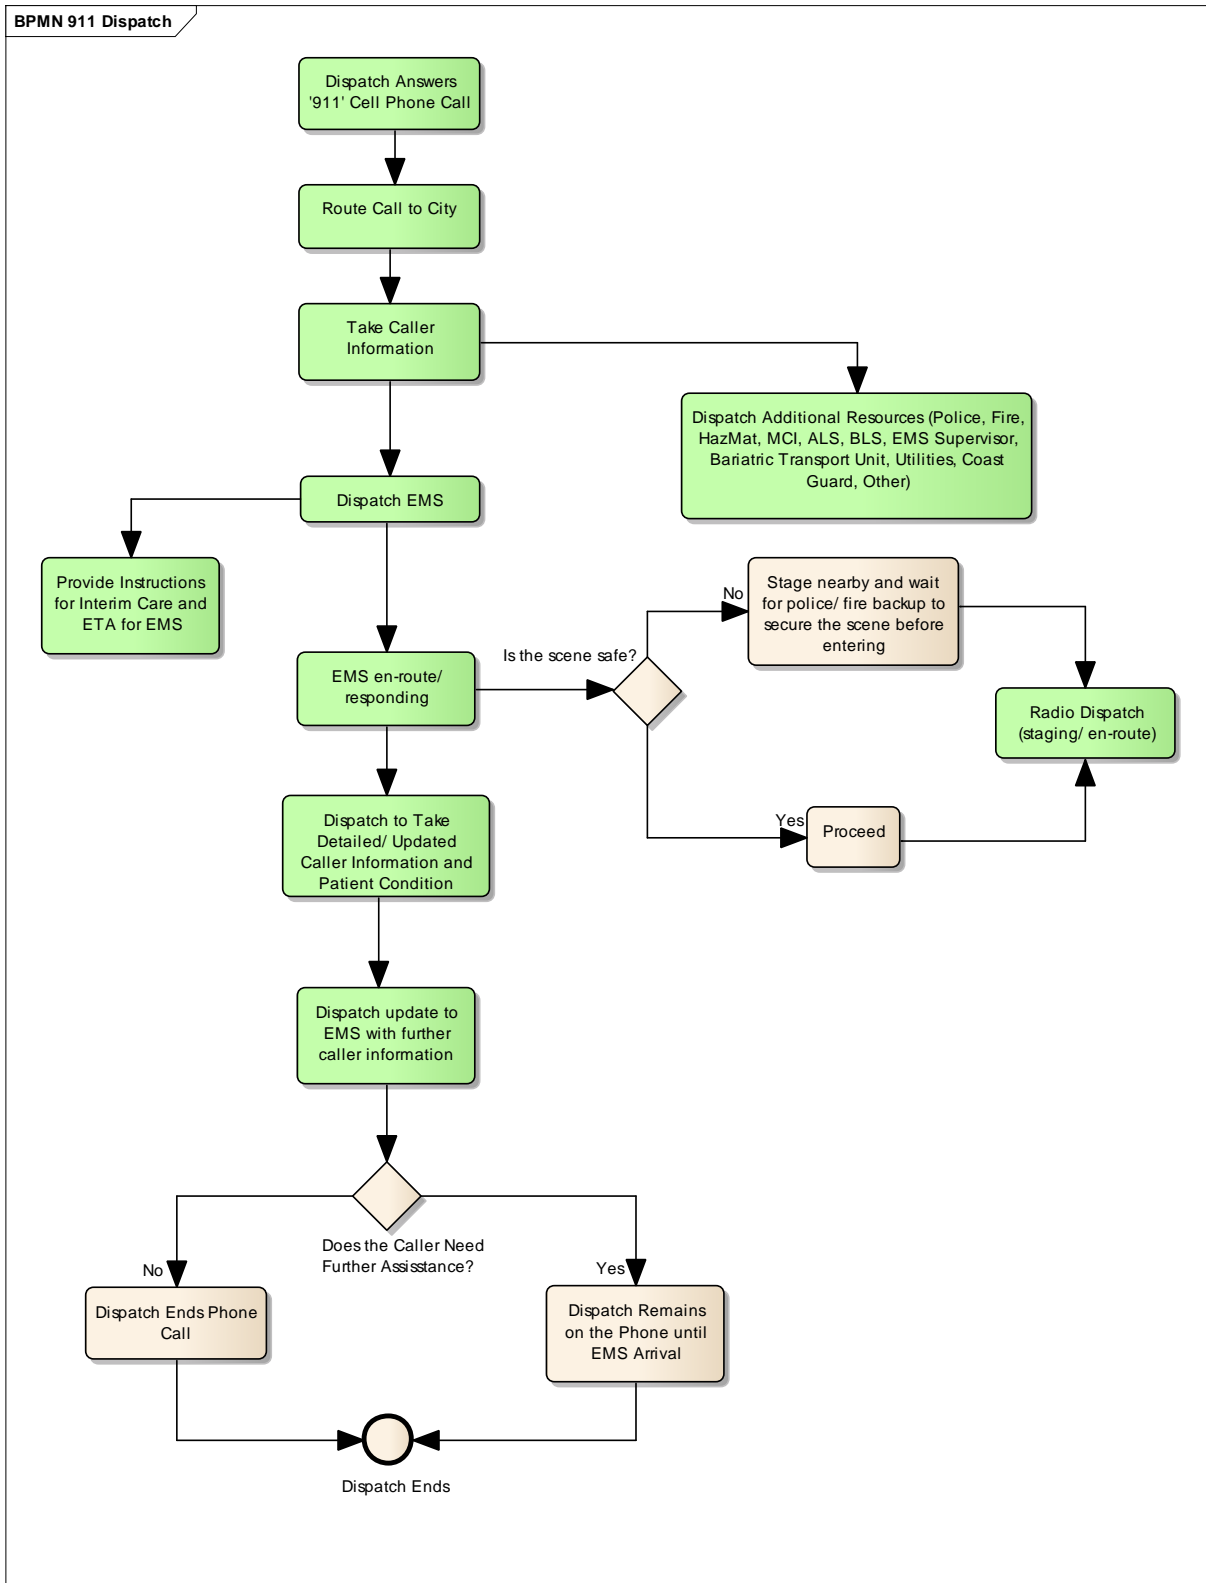 BPMN 911 Dispatch
Dispatch Answers
'911' Cell Phone Call
Route Call to City
Take Caller
Information
Dispatch Additional Resources (Police, Fire,
HazMat, MCI, ALS, BLS, EMS Supervisor,
Bariatric Transport Unit, Utilities, Coast
Guard, Other)
Dispatch EMS
Provide Instructions
for Interim Care and
ETA for EMS
Stage nearby and wait
for police/ fire backup to
secure the scene before
entering
No
Is the scene safe?
EMS en-route/
responding
Radio Dispatch
(staging/ en-route)
Yes
Proceed
Dispatch to Take
Detailed/ Updated
Caller Information and
Patient Condition
Dispatch update to
EMS with further
caller information
Does the Caller Need
Further Assisstance?
No
Yes
Dispatch Ends Phone
Call
Dispatch Remains
on the Phone until
EMS Arrival
Dispatch Ends